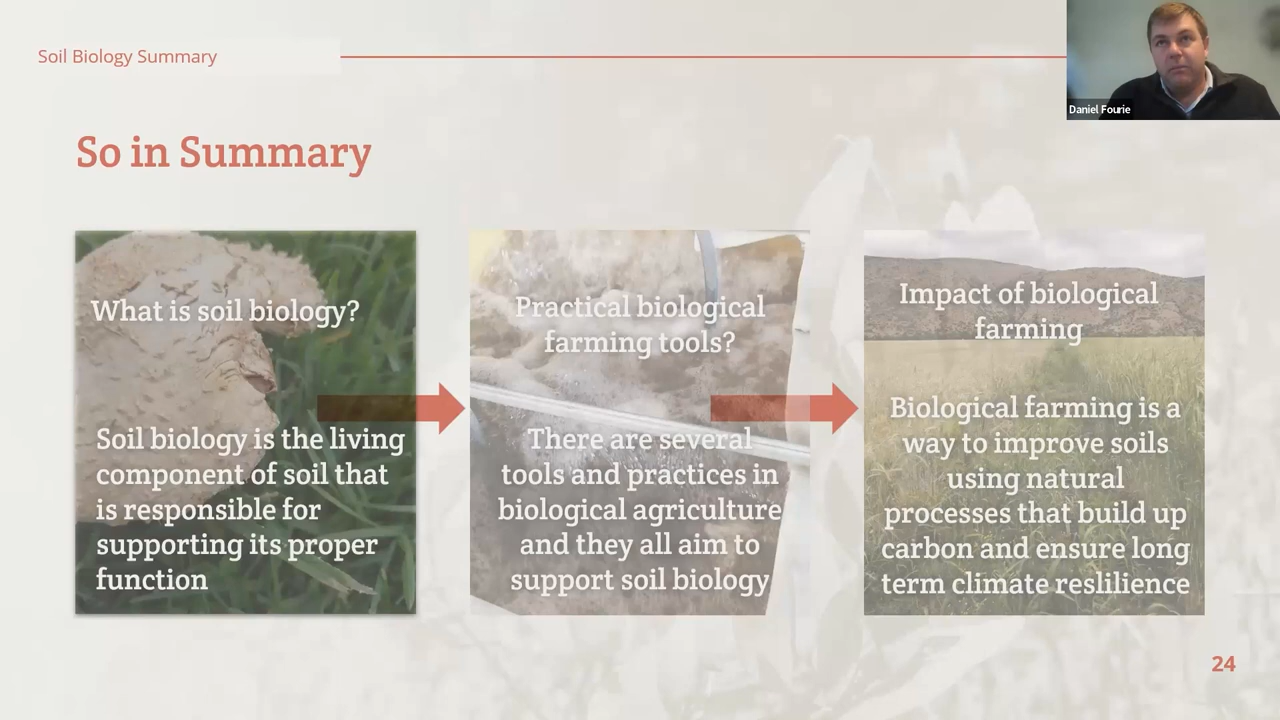 Soil Biology Summary
Daniel Fourie
So in Summary
What is soil biology?
Soil biology is the living
component of soil that
is responsible for
supporting its proper
function
Practical biological
farming tools?
There are several
tools and practices in
biological agriculture
and they all aim to
support soil biology
Impact of biological
farming
Biological farming is a
way to improve soils
using natural
processes that build up
carbon and ensure long
term climate reslilience
24